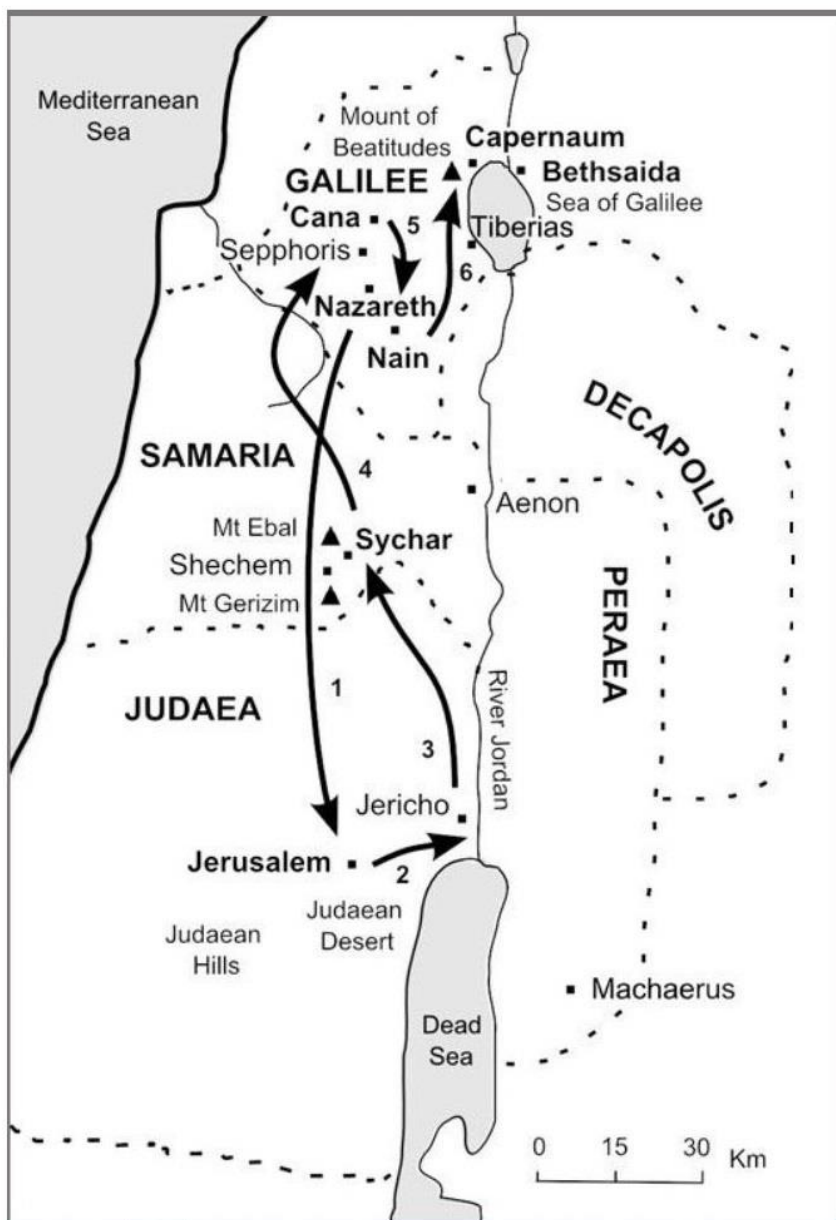 Mediterranean
Sea
Mount of
Beatitudes
Capernaum
Bethsaida
GALILEE
Sea of Galilee
Cana
5
Tiberias
Sepphoris
6
Nazareth
Nain
DECAPOLIS
SAMARIA
4
Aenon
Mt Ebal
Sychar
Shechem
Mt Gerizim
PERAEA
1
JUDAEA
River Jordan
3
Jericho
Jerusalem
2
Judaean
Desert
Judaean
Hills
Machaerus
Dead
Sea
0 15 30 Km